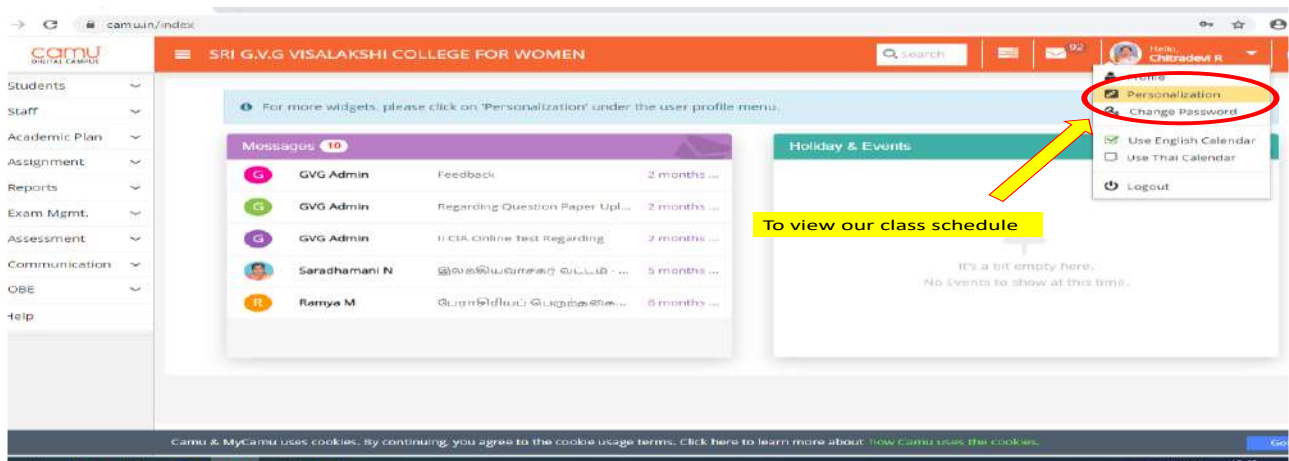 camu.in/index
camu
DIGITAL CAMPUS
SRI G.V.G VISALAKSHI COLLEGE FOR WOMEN
search
92
Hello,
Chitradevi R
Students
Staff
Academic Plan
Assignment
Reports
Exam Mgmt.
Assessment
Communication
OBE
Help
Profile
Personalization
Change Password
Use English Calendar
Use Thai Calendar
Logout
For more widgets, please click on 'Personalization' under the user profile menu.
Messages 10
G GVG Admin Feedback 2 months ...
G GVG Admin Regarding Question Paper Upl... 2 months ...
G GVG Admin II CIA Online Test Regarding 2 months ...
Saradhamani N இலக்கியவாசகர் வட்டம் - ... 5 months ...
R Ramya M 6 months ...
Holiday & Events
To view our class schedule
It's a bit empty here.
No Events to show at this time.
Camu & MyCamu uses cookies. By continuing, you agree to the cookie usage terms. Click here to learn more about how Camu uses the cookies.